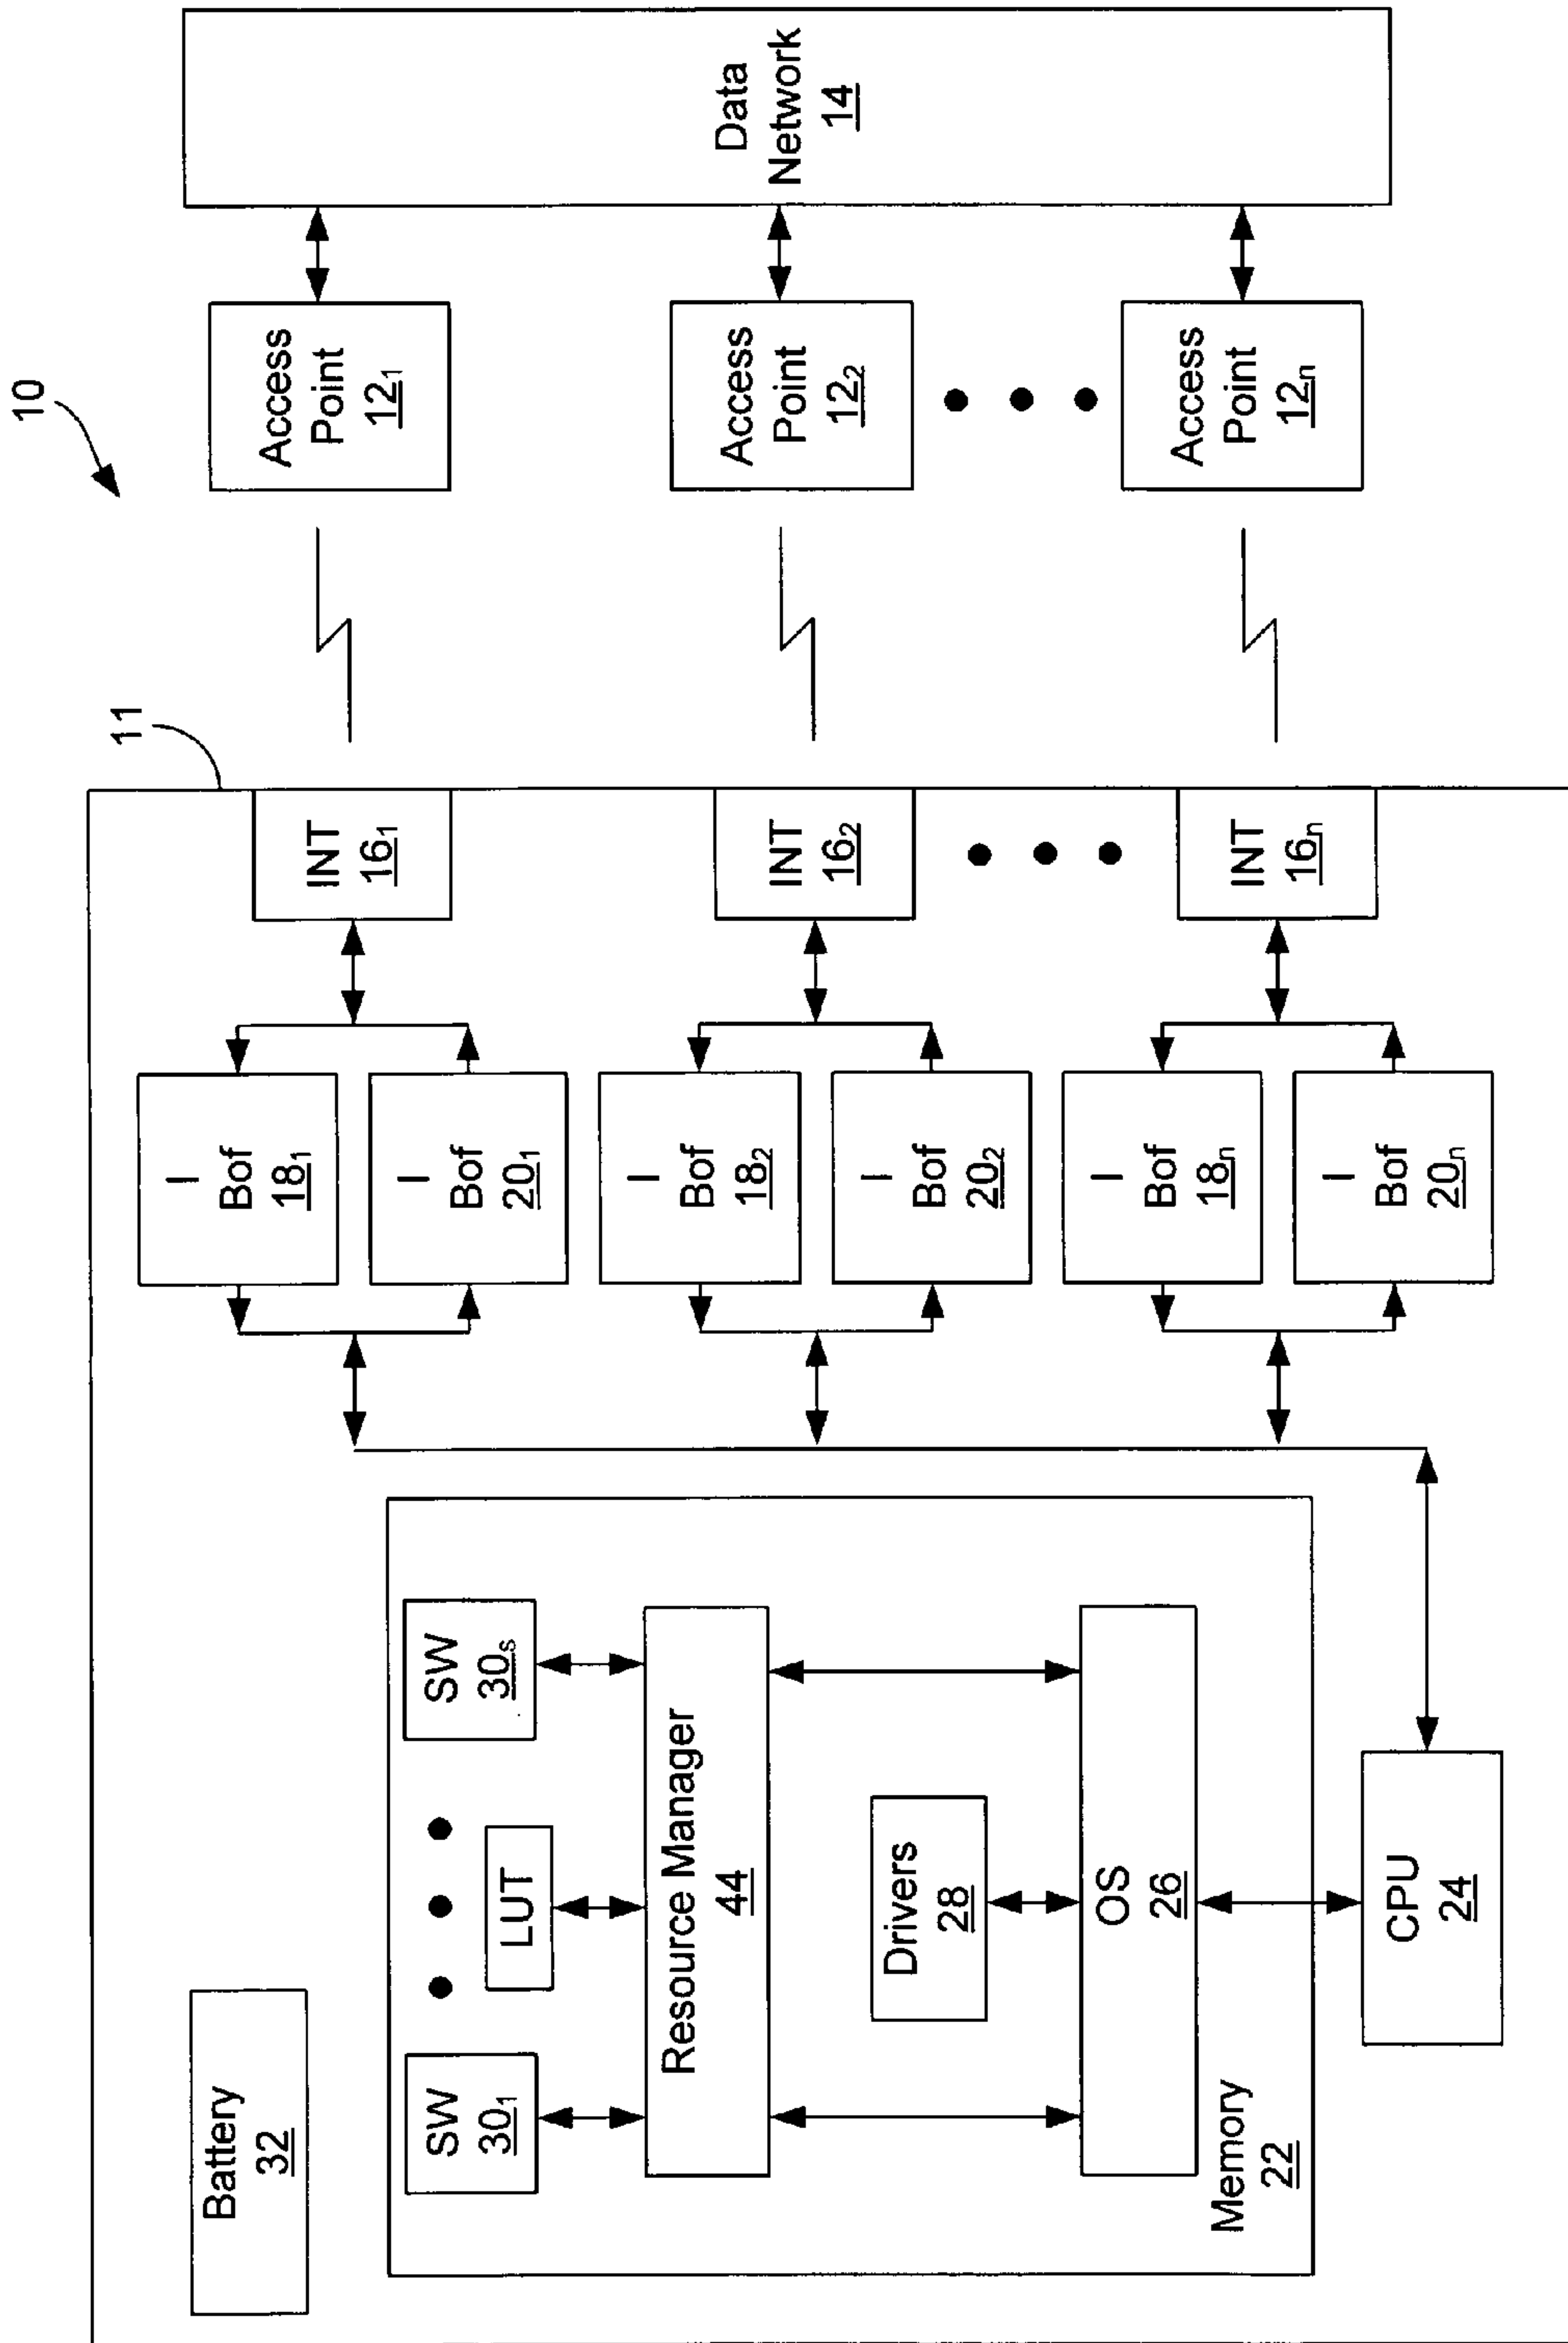 10
11
Battery
32
SW
30₁
LUT
SW
30ₛ
Resource Manager
44
Drivers
28
OS
26
Memory
22
CPU
24
I
Bof
18₁
I
Bof
20₁
I
Bof
18₂
I
Bof
20₂
I
Bof
18ₙ
I
Bof
20ₙ
INT
16₁
INT
16₂
INT
16ₙ
Access
Point
12₁
Access
Point
12₂
Access
Point
12ₙ
Data
Network
14